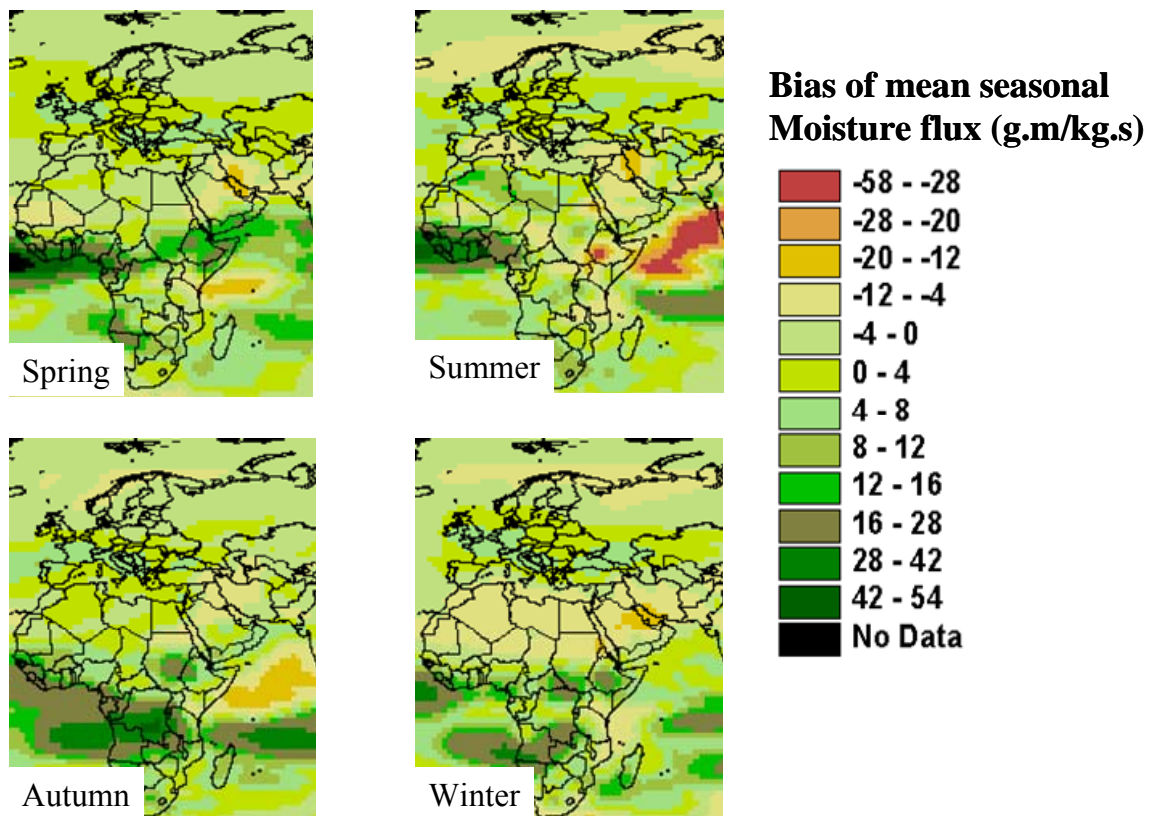 Bias of mean seasonal
Moisture flux (g.m/kg.s)
-58 - -28
-28 - -20
-20 - -12
-12 - -4
-4 - 0
0 - 4
4 - 8
8 - 12
12 - 16
16 - 28
28 - 42
42 - 54
No Data
Spring
Summer
Autumn
Winter